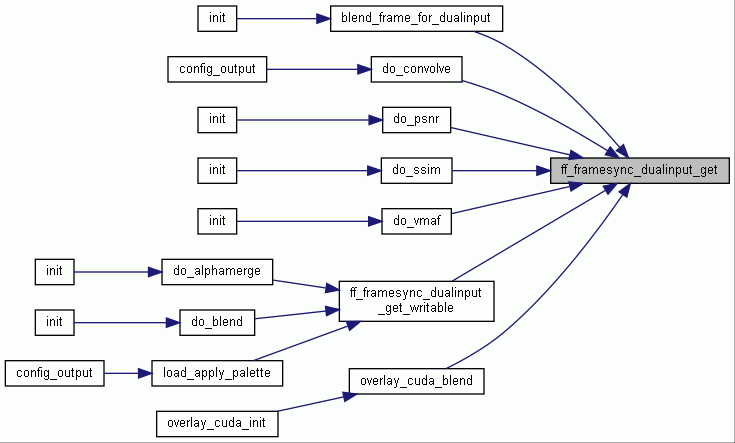 init
blend_frame_for_dualinput
config_output
do_convolve
init
do_psnr
init
do_ssim
ff_framesync_dualinput_get
init
do_vmaf
init
do_alphamerge
ff_framesync_dualinput
_get_writable
init
do_blend
config_output
load_apply_palette
overlay_cuda_blend
overlay_cuda_init